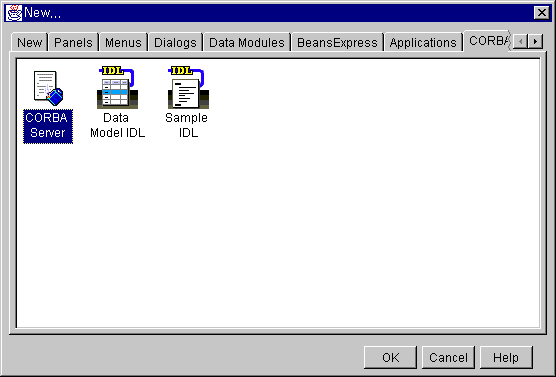 New...
New Panels Menus Dialogs Data Modules BeansExpress Applications CORBA
IDL IDL
CORBA Data Sample
Server Model IDL IDL
OK Cancel Help